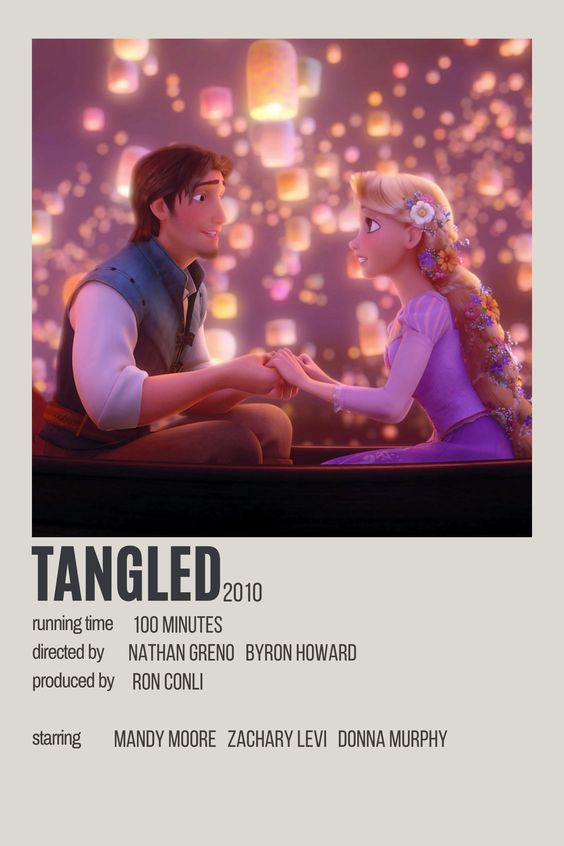 TANGLED 2010
running time 100 MINUTES
directed by NATHAN GRENO BYRON HOWARD
produced by RON CONLI
starring MANDY MOORE ZACHARY LEVI DONNA MURPHY